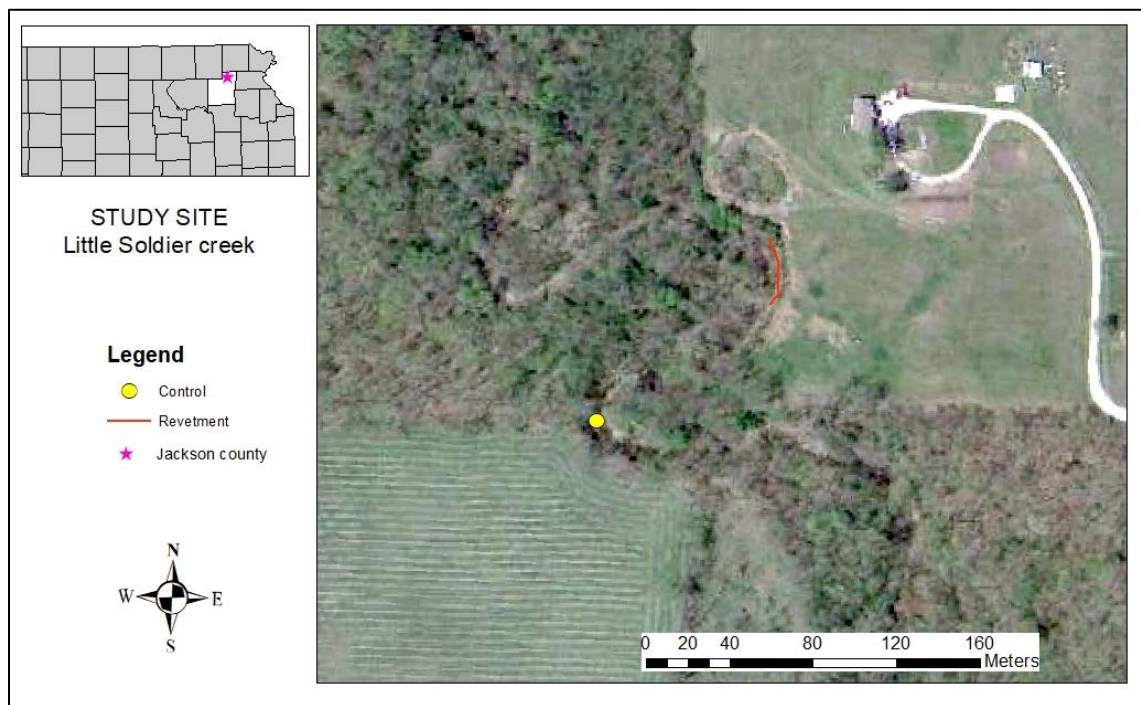 STUDY SITE
Little Soldier creek
Legend
Control
Revetment
Jackson county
N
W E
S
0 20 40 80 120 160
Meters